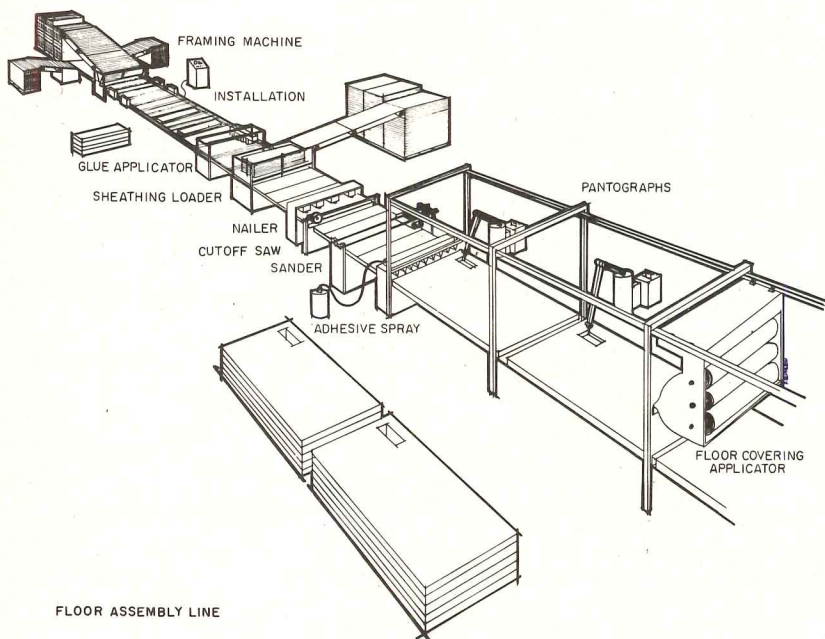 FRAMING MACHINE
INSTALLATION
GLUE APPLICATOR
SHEATHING LOADER
PANTOGRAPHS
NAILER
CUTOFF SAW
SANDER
ADHESIVE SPRAY
FLOOR COVERING
APPLICATOR
FLOOR ASSEMBLY LINE